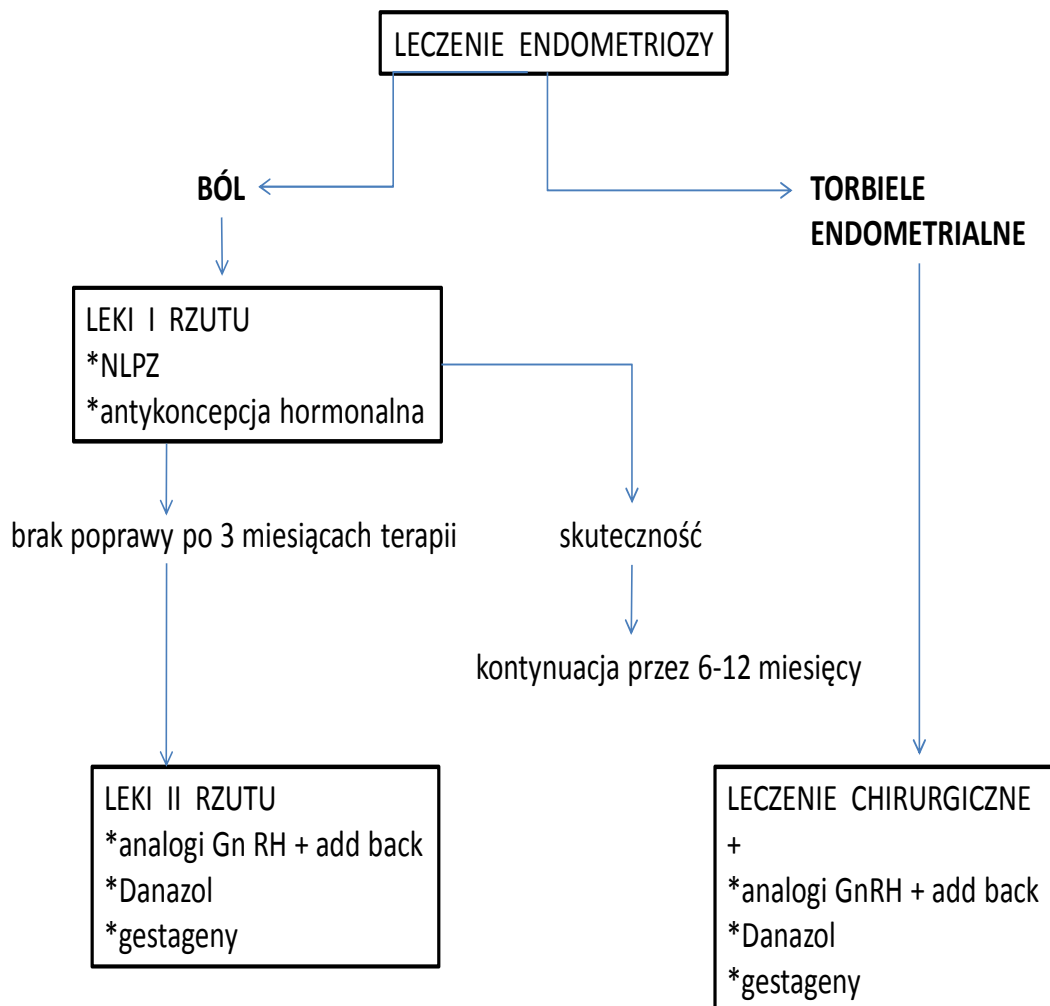 LECZENIE ENDOMETRIOZY
BÓL
TORBIELE
ENDOMETRIALNE
LEKI I RZUTU
*NLPZ
*antykoncepcja hormonalna
brak poprawy po 3 miesiącach terapii
skuteczność
kontynuacja przez 6-12 miesięcy
LEKI II RZUTU
*analogi Gn RH + add back
*Danazol
*gestageny
LECZENIE CHIRURGICZNE
+
*analogi GnRH + add back
*Danazol
*gestageny